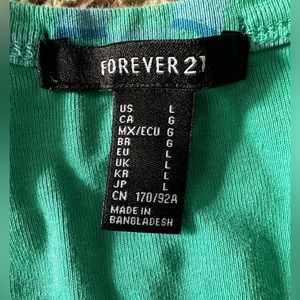 FOREVER 21
US L
CA G
MX/ECU G
BR G
EU L
UK L
KR L
JP L
CN 170/92A
MADE IN
BANGLADESH